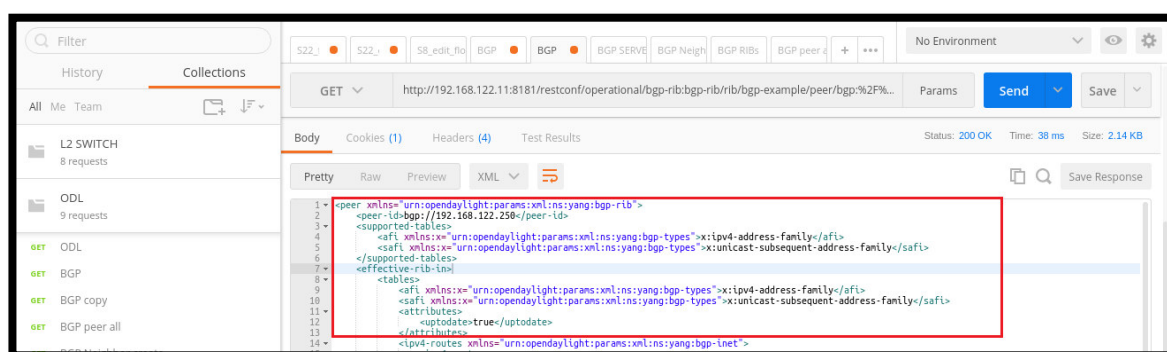 Filter
History Collections
All Me Team
L2 SWITCH
8 requests
ODL
9 requests
GET ODL
GET BGP
GET BGP copy
GET BGP peer all
S22_ S22_ S8_edit_flo BGP BGP BGP SERVE BGP Neigh BGP RIBs BGP peer a + •••
No Environment
GET http://192.168.122.11:8181/restconf/operational/bgp-rib:bgp-rib/rib/bgp-example/peer/bgp:%2F%... Params Send Save
Body Cookies (1) Headers (4) Test Results Status: 200 OK Time: 38 ms Size: 2.14 KB
Pretty Raw Preview XML Save Response
1 <peer xmlns="urn:opendaylight:params:xml:ns:yang:bgp-rib">
2 <peer-id>bgp://192.168.122.250</peer-id>
3 <supported-tables>
4 <afi xmlns:x="urn:opendaylight:params:xml:ns:yang:bgp-types">x:ipv4-address-family</afi>
5 <safi xmlns:x="urn:opendaylight:params:xml:ns:yang:bgp-types">x:unicast-subsequent-address-family</safi>
6 </supported-tables>
7 <effective-rib-in>
8 <tables>
9 <afi xmlns:x="urn:opendaylight:params:xml:ns:yang:bgp-types">x:ipv4-address-family</afi>
10 <safi xmlns:x="urn:opendaylight:params:xml:ns:yang:bgp-types">x:unicast-subsequent-address-family</safi>
11 <attributes>
12 <uptodate>true</uptodate>
13 </attributes>
14 <ipv4-routes xmlns="urn:opendaylight:params:xml:ns:yang:bgp-inet">